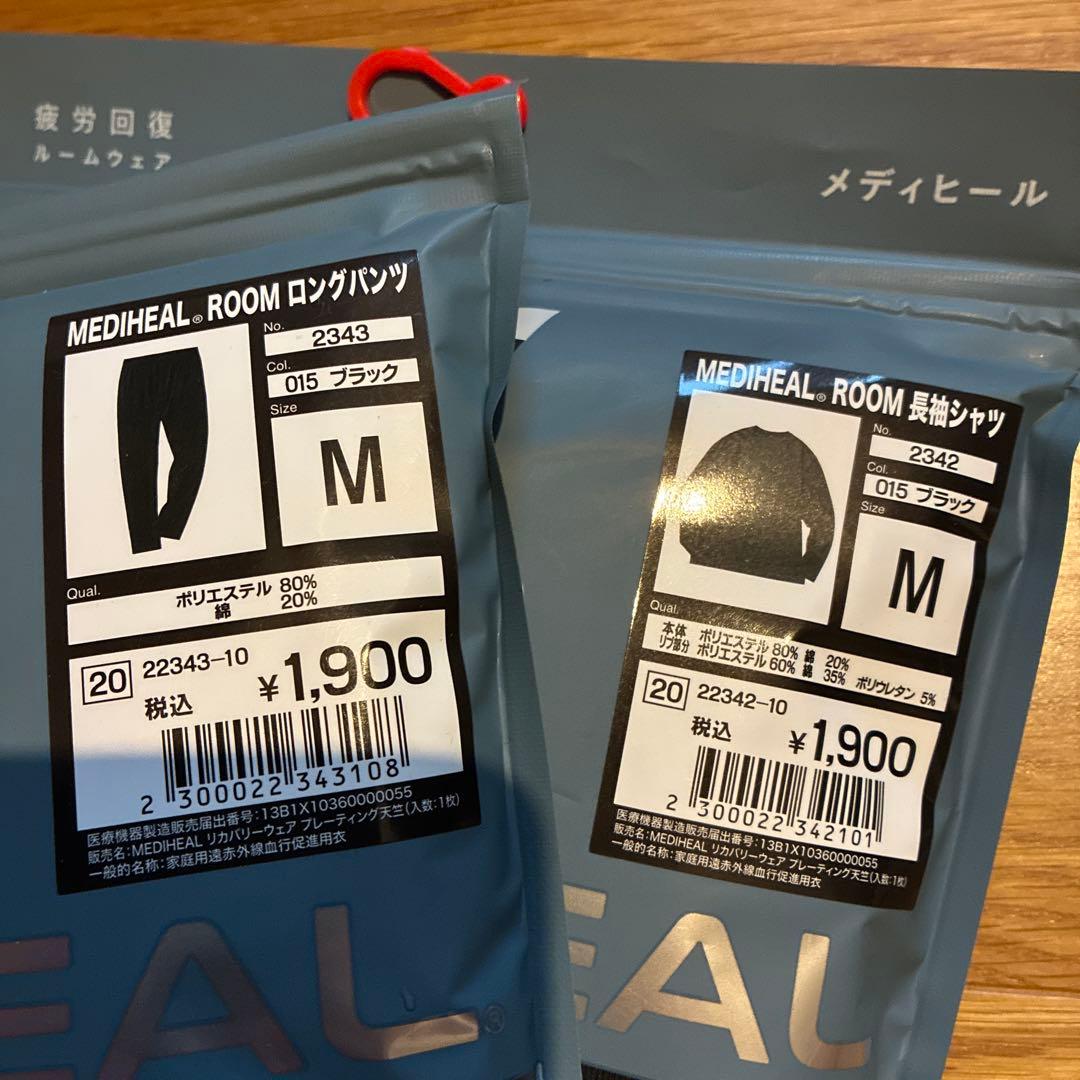 疲労回復
ルームウェア
メディヒール
MEDIHEAL® ROOM ロングパンツ
No.
2343
Col.
015 ブラック
Size
M
Qual.
ポリエステル 80%
綿 20%
20 22343-10
税込 ¥1,900
2 300022 343108
医療機器製造販売届出番号:13B1X10360000055
販売名:MEDIHEAL リカバリーウェア プレーティング天竺(入数:1枚)
一般的名称:家庭用遠赤外線血行促進用衣
EAL®
MEDIHEAL® ROOM 長袖シャツ
No.
2342
Col.
015 ブラック
Size
M
Qual.
本体 ポリエステル 80% 綿 20%
リブ部分 ポリエステル 60% 綿 35% ポリウレタン 5%
20 22342-10
税込 ¥1,900
2 300022 342101
医療機器製造販売届出番号:13B1X10360000055
販売名:MEDIHEAL リカバリーウェア プレーティング天竺(入数:1枚)
一般的名称:家庭用遠赤外線血行促進用衣
EAL